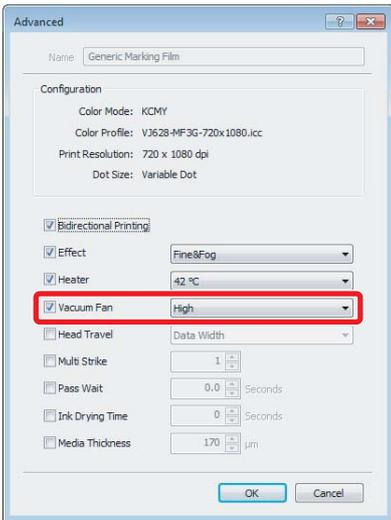 Advanced
Name Generic Marking Film
Configuration
Color Mode: KCMY
Color Profile: VJ628-MF3G-720x1080.icc
Print Resolution: 720 x 1080 dpi
Dot Size: Variable Dot
Bidirectional Printing
Effect Fine&Fog
Heater 42 °C
Vacuum Fan High
Head Travel Data Width
Multi Strike 1
Pass Wait 0.0 Seconds
Ink Drying Time 0 Seconds
Media Thickness 170 µm
OK Cancel